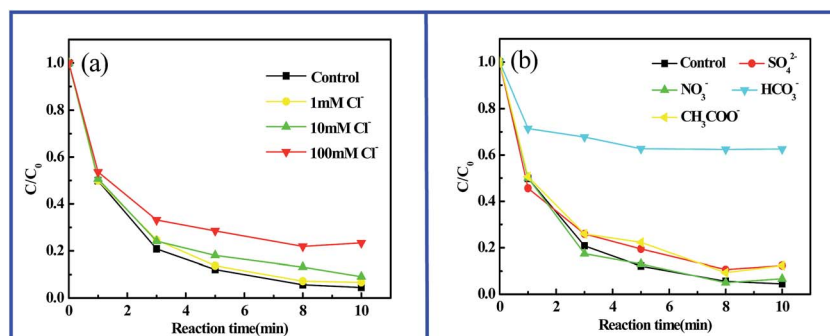 (a)
Control
1mM Cl⁻
10mM Cl⁻
100mM Cl⁻
C/C₀
1.0
0.8
0.6
0.4
0.2
0.0
0 2 4 6 8 10
Reaction time(min)
(b)
Control SO₄²⁻
NO₃⁻ HCO₃⁻
CH₃COO⁻
C/C₀
1.0
0.8
0.6
0.4
0.2
0.0
0 2 4 6 8 10
Reaction time(min)